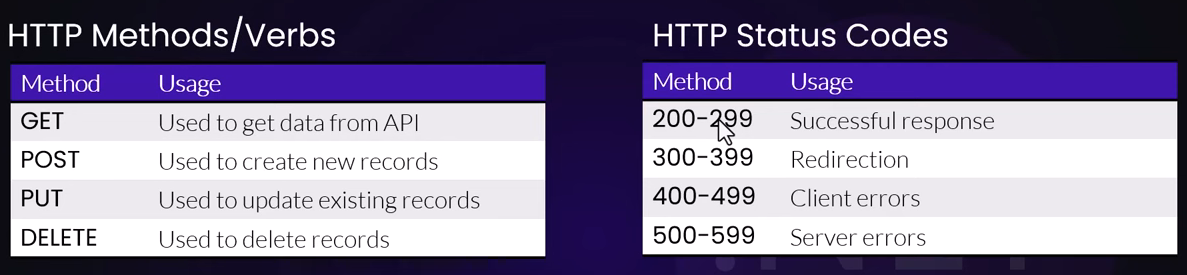 HTTP Methods/Verbs
Method Usage
GET Used to get data from API
POST Used to create new records
PUT Used to update existing records
DELETE Used to delete records
HTTP Status Codes
Method Usage
200-299 Successful response
300-399 Redirection
400-499 Client errors
500-599 Server errors